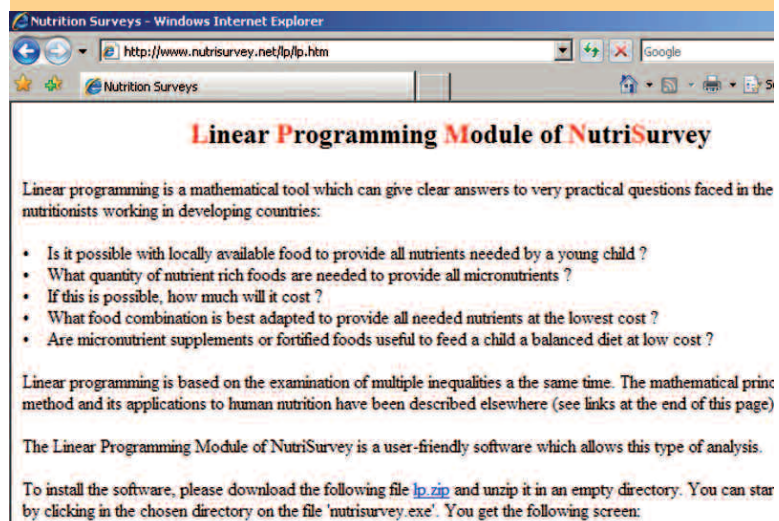 Nutrition Surveys - Windows Internet Explorer
http://www.nutrisurvey.net/lp/lp.htm
Google
Nutrition Surveys
Linear Programming Module of NutriSurvey
Linear programming is a mathematical tool which can give clear answers to very practical questions faced in the
nutritionists working in developing countries:
• Is it possible with locally available food to provide all nutrients needed by a young child ?
• What quantity of nutrient rich foods are needed to provide all micronutrients ?
• If this is possible, how much will it cost ?
• What food combination is best adapted to provide all needed nutrients at the lowest cost ?
• Are micronutrient supplements or fortified foods useful to feed a child a balanced diet at low cost ?
Linear programming is based on the examination of multiple inequalities a the same time. The mathematical princ
method and its applications to human nutrition have been described elsewhere (see links at the end of this page)
The Linear Programming Module of NutriSurvey is a user-friendly software which allows this type of analysis.
To install the software, please download the following file lp.zip and unzip it in an empty directory. You can star
by clicking in the chosen directory on the file 'nutrisurvey.exe'. You get the following screen: